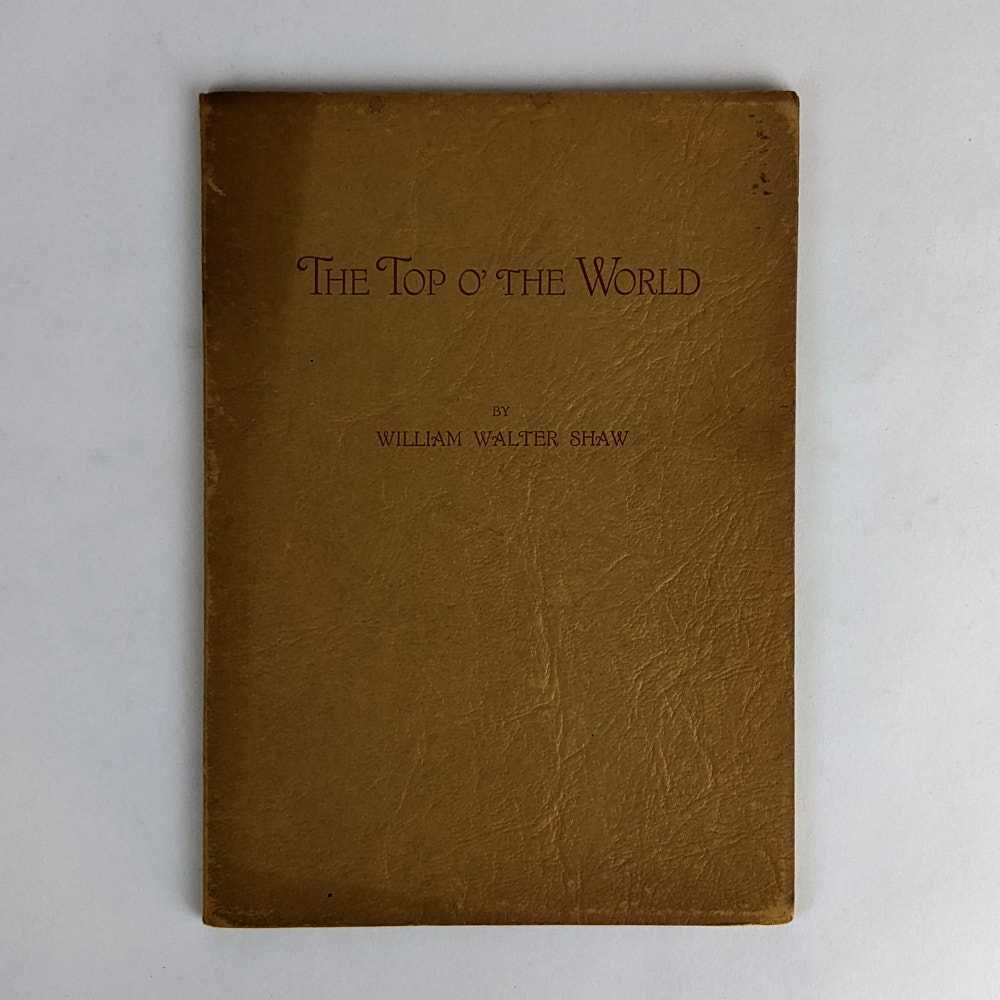 THE TOP O' THE WORLD
BY
WILLIAM WALTER SHAW